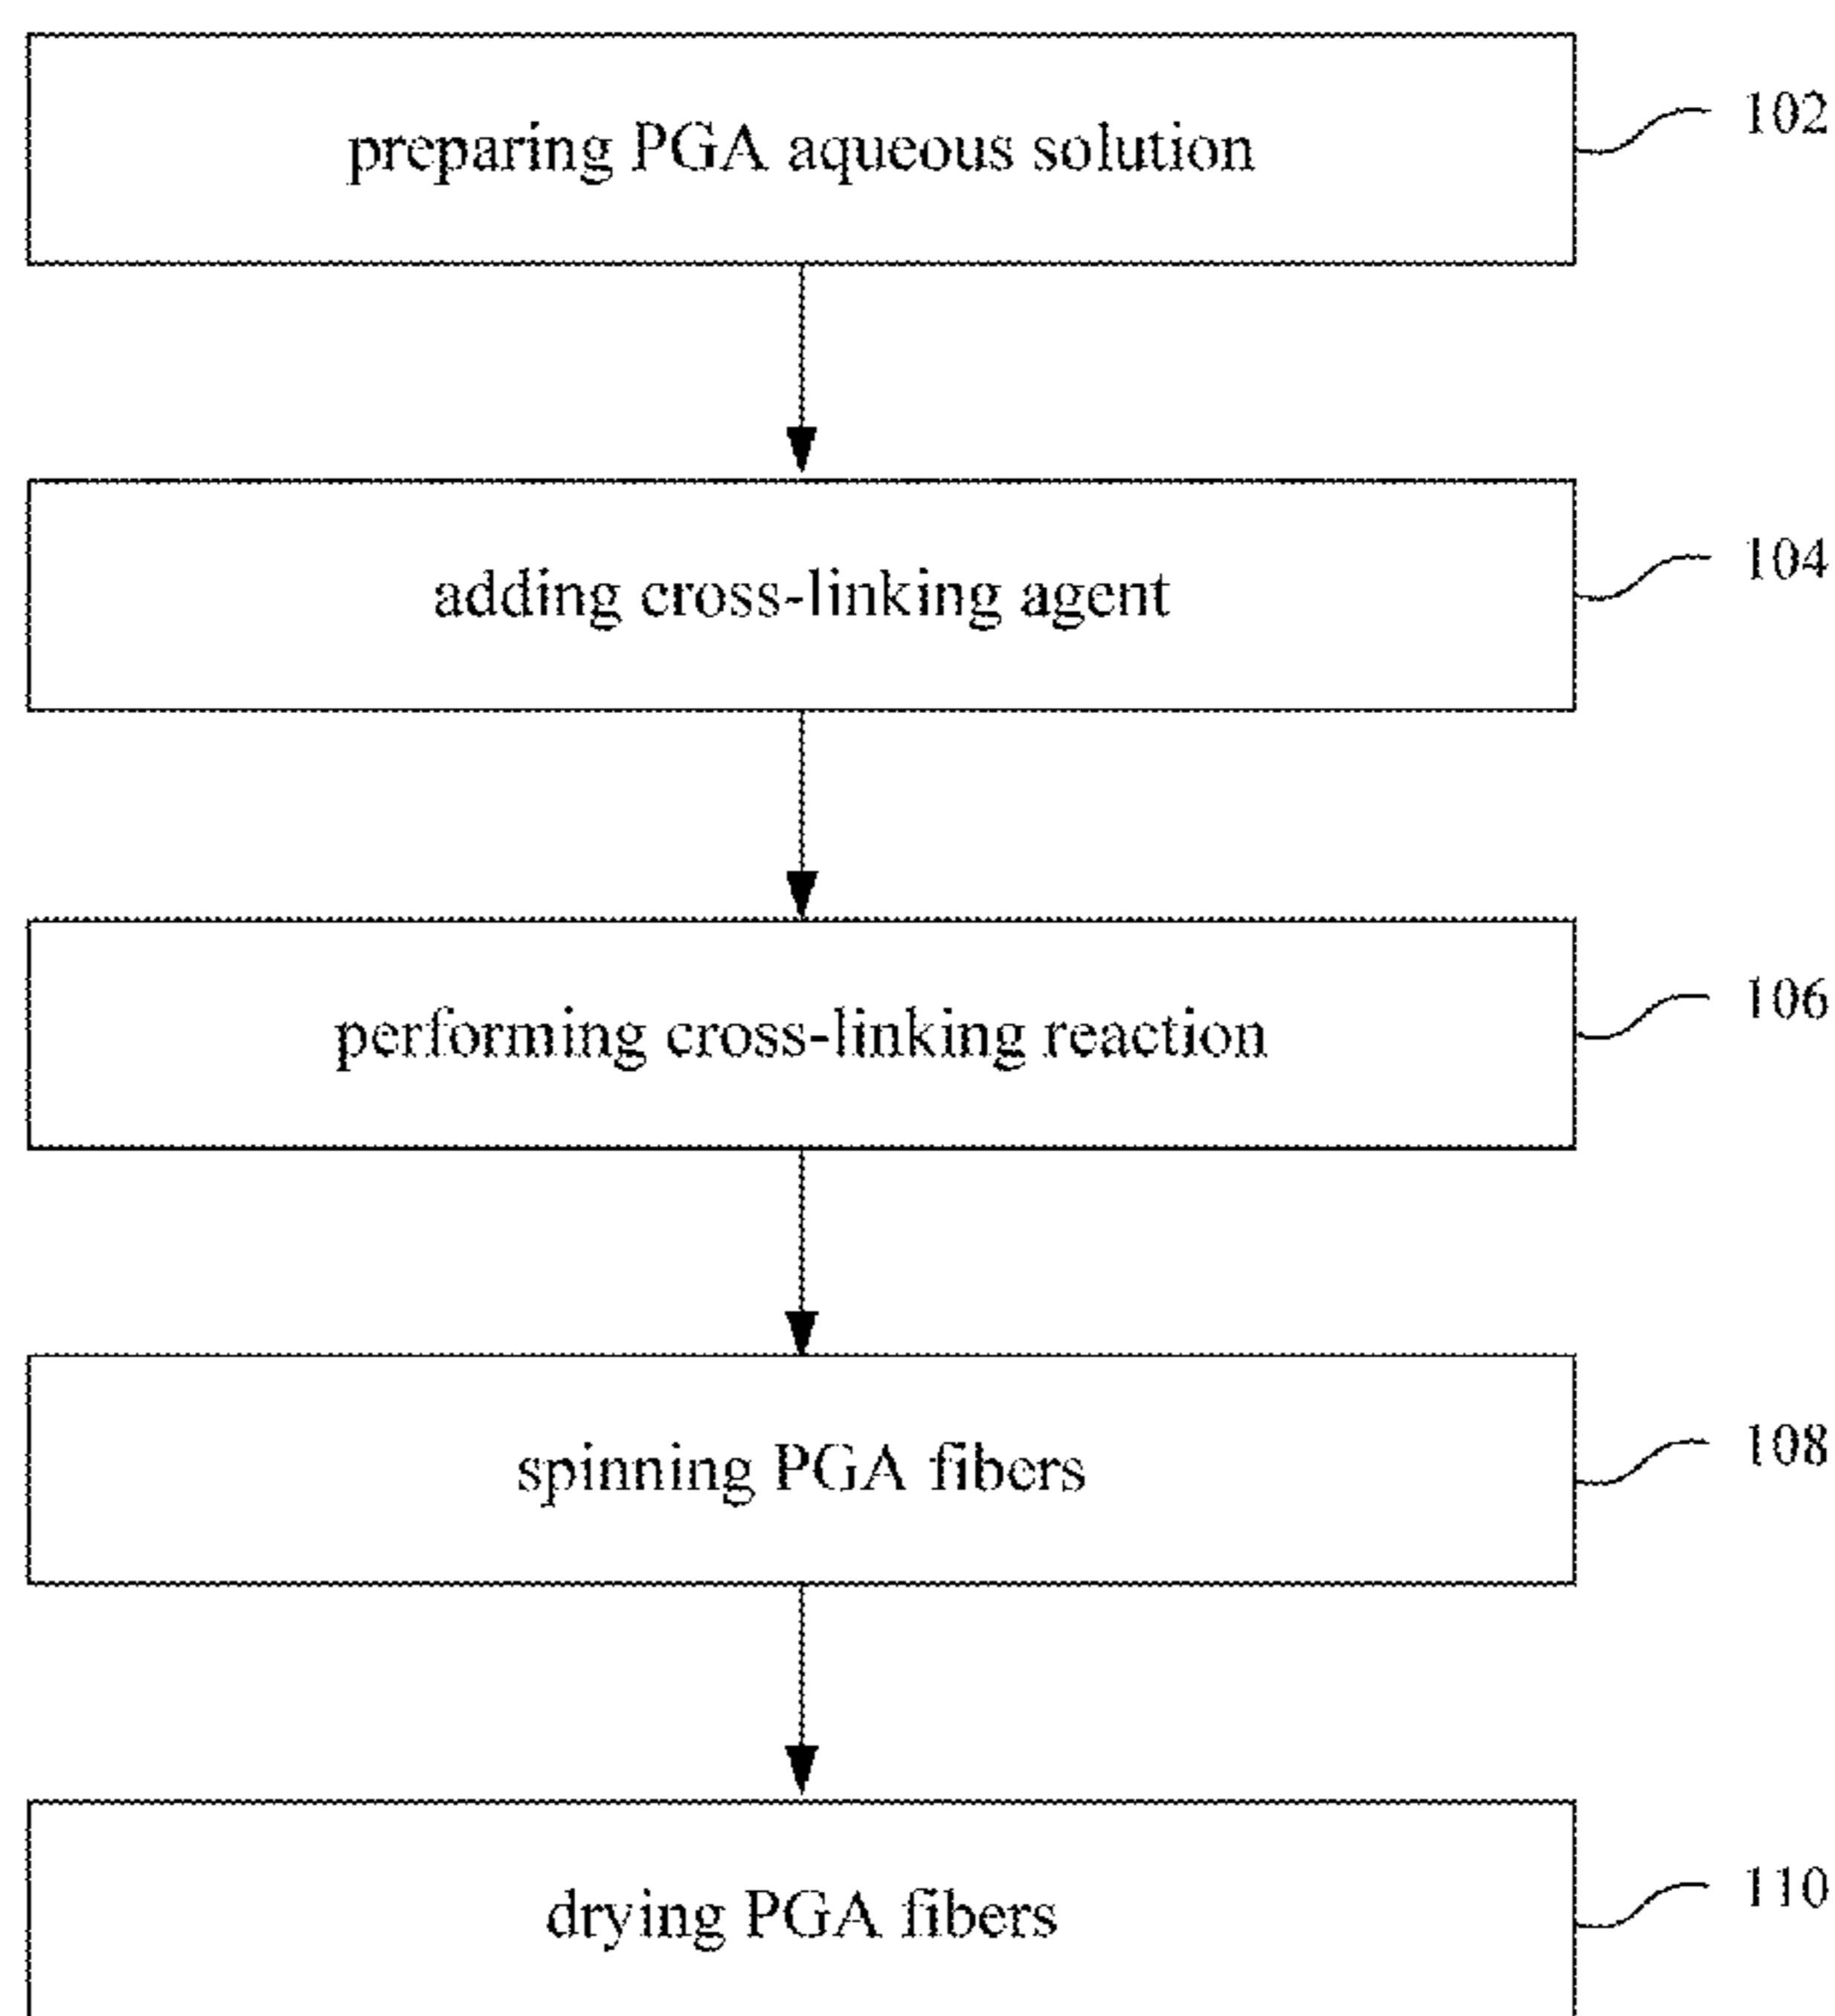 preparing PGA aqueous solution
102
adding cross-linking agent
104
performing cross-linking reaction
106
spinning PGA fibers
108
drying PGA fibers
110